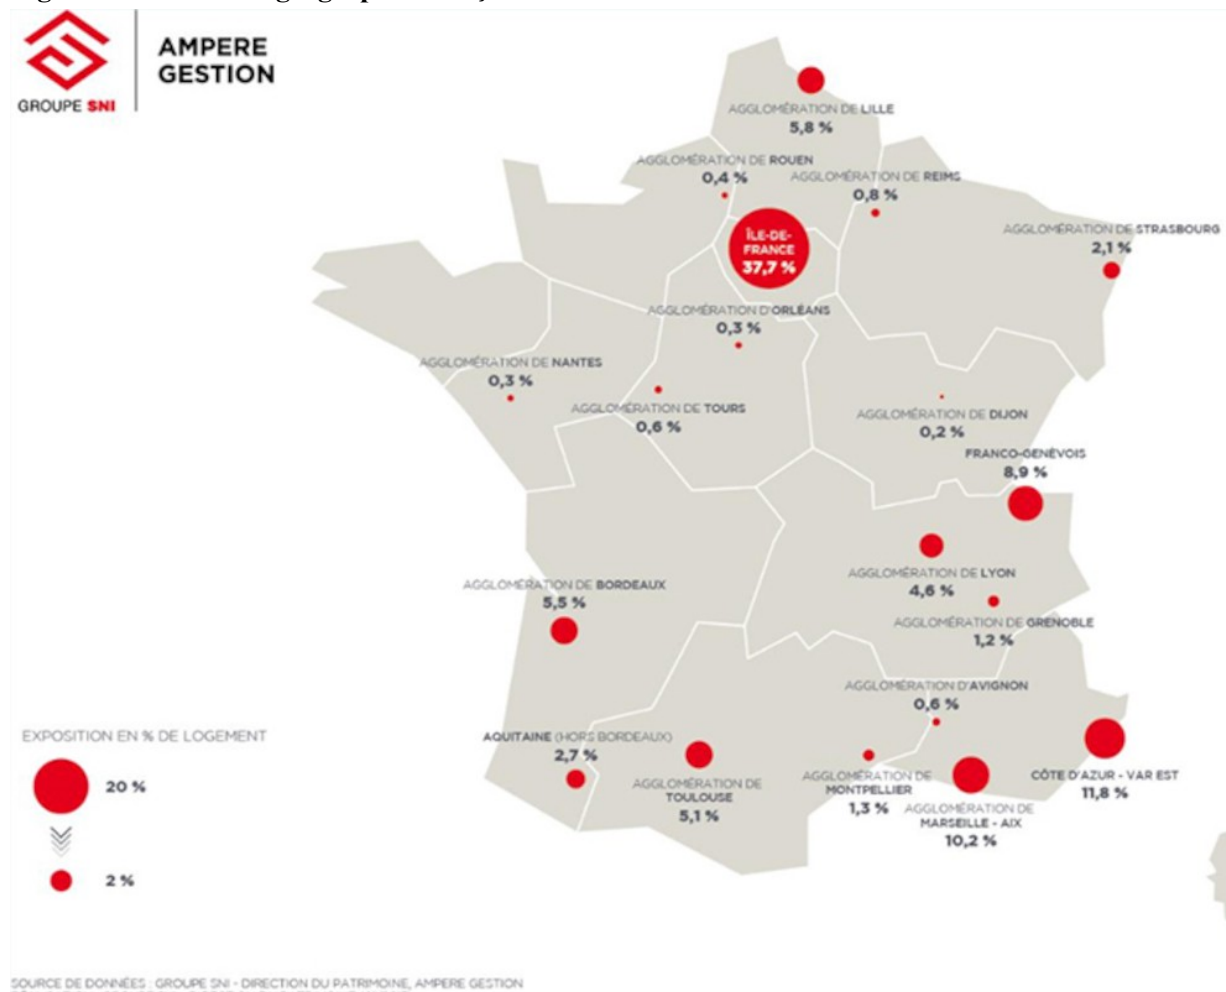 AMPERE
GESTION
GROUPE SNI
AGGLOMÉRATION DE LILLE
5,8 %
AGGLOMÉRATION DE ROUEN
0,4 %
AGGLOMÉRATION DE REIMS
0,8 %
AGGLOMÉRATION DE STRASBOURG
2,1 %
ÎLE-DE-
FRANCE
37,7 %
AGGLOMÉRATION D'ORLÉANS
0,3 %
AGGLOMÉRATION DE NANTES
0,3 %
AGGLOMÉRATION DE TOURS
0,6 %
AGGLOMÉRATION DE DIJON
0,2 %
FRANCO-GENÈVOIS
8,9 %
AGGLOMÉRATION DE LYON
4,6 %
AGGLOMÉRATION DE BORDEAUX
5,5 %
AGGLOMÉRATION DE GRENOBLE
1,2 %
AGGLOMÉRATION D'AVIGNON
0,6 %
AQUITAINE (HORS BORDEAUX)
2,7 %
AGGLOMÉRATION DE
TOULOUSE
5,1 %
AGGLOMÉRATION DE
MONTPELLIER
1,3 %
AGGLOMÉRATION DE
MARSEILLE - AIX
10,2 %
CÔTE D'AZUR - VAR EST
11,8 %
EXPOSITION EN % DE LOGEMENT
20 %
2 %
SOURCE DE DONNÉES : GROUPE SNI - DIRECTION DU PATRIMOINE, AMPERE GESTION